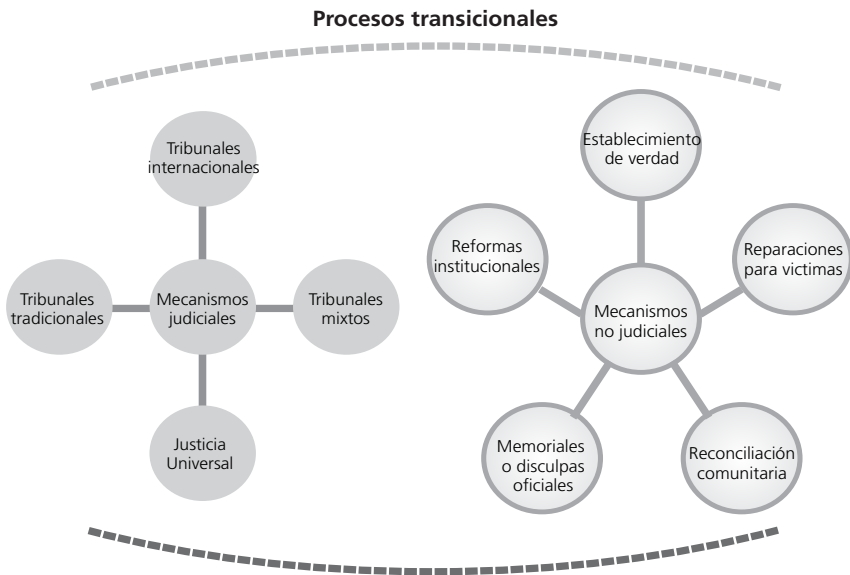 Procesos transicionales
Tribunales
internacionales
Tribunales
tradicionales
Mecanismos
judiciales
Tribunales
mixtos
Justicia
Universal
Establecimiento
de verdad
Reformas
institucionales
Reparaciones
para victimas
Mecanismos
no judiciales
Memoriales
o disculpas
oficiales
Reconciliación
comunitaria